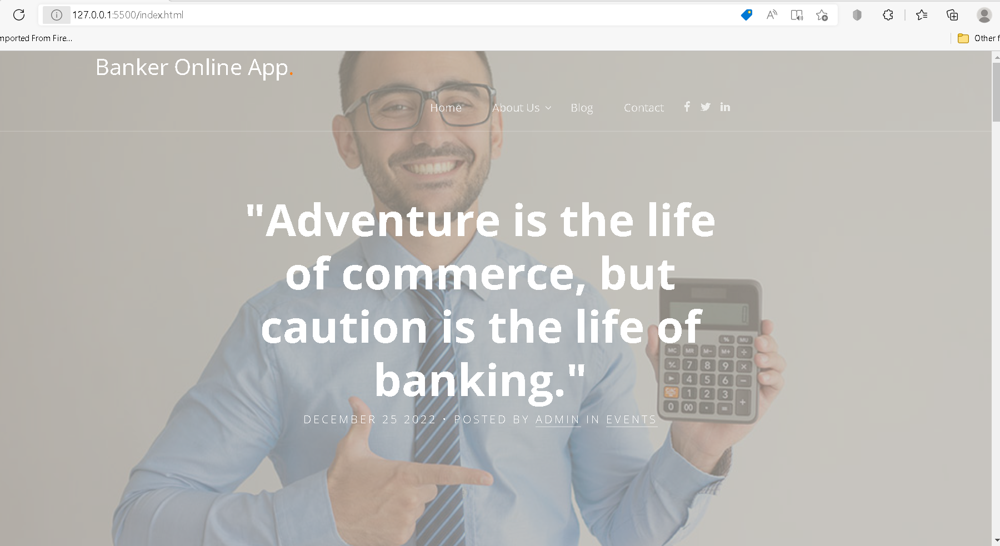 127.0.0.1:5500/index.html
mported From Fire...
Other f
Banker Online App.
Home About Us Blog Contact
"Adventure is the life
of commerce, but
caution is the life of
banking."
DECEMBER 25 2022 • POSTED BY ADMIN IN EVENTS
% MU
MC MR M- M+ ÷
% 7 8 9 ×
► 4 5 6 −
1 2 3 +
0 00 . =